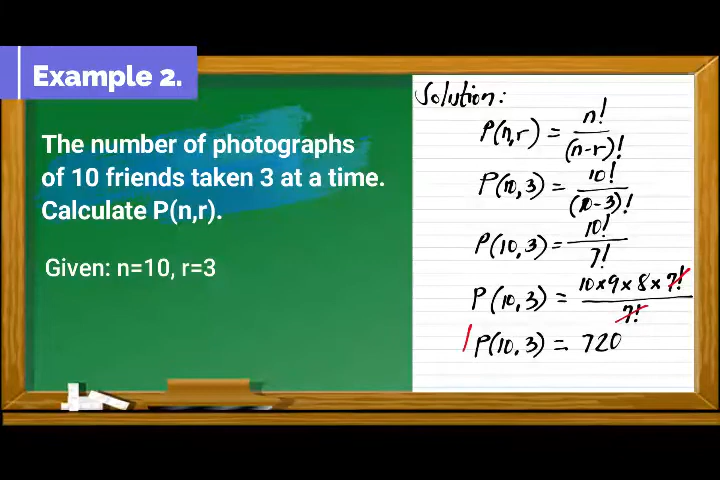 Example 2.
The number of photographs
of 10 friends taken 3 at a time.
Calculate P(n,r).
Given: n=10, r=3
Solution:
P(n,r) = n!/(n-r)!
P(10,3) = 10!/(10-3)!
P(10,3) = 10!/7!
P(10,3) = 10×9×8×7!/7!
P(10,3) = 720